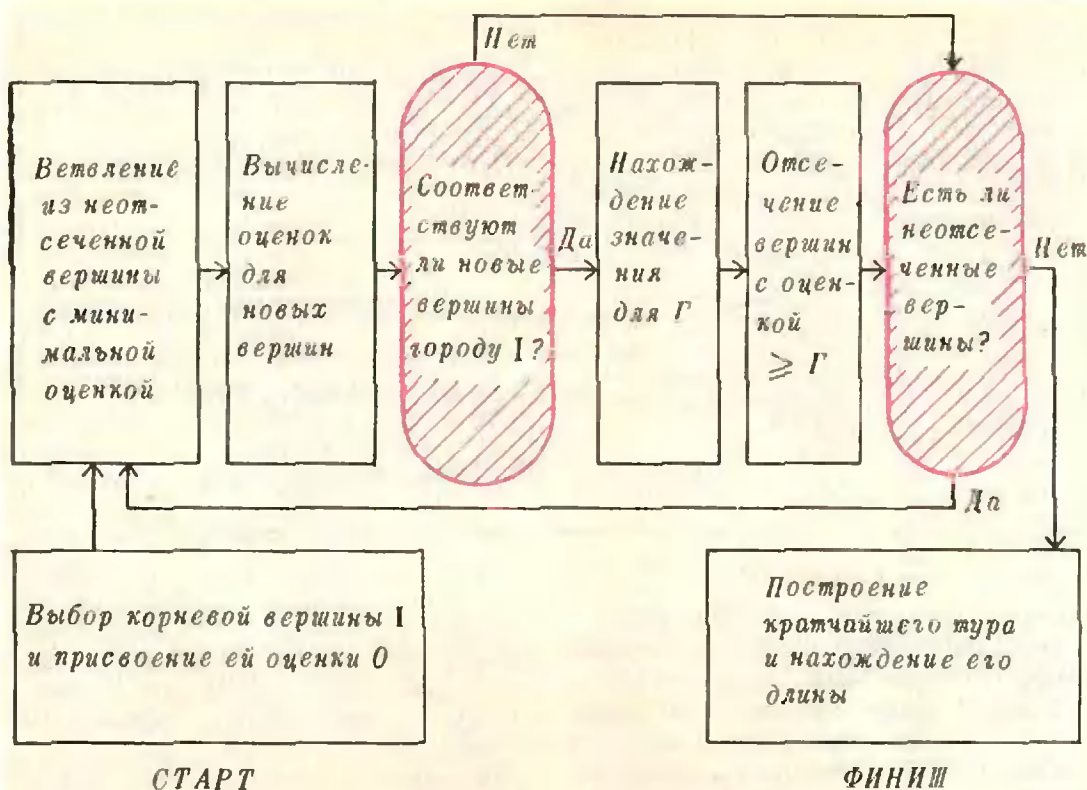 Нет
Ветвление
из неот-
сеченной
вершины
с мини-
мальной
оценкой
Вычисле-
ние
оценок
для
новых
вершин
Соответ-
ствуют
ли новые
вершины
городу I?
Да
Нахож-
дение
значе-
ния
для Г
Отсе-
чение
вершин
с оцен-
кой
⩾ Г
Есть ли
неотсе-
ченные
вер-
шины?
Нет
Да
Выбор корневой вершины I
и присвоение ей оценки 0
СТАРТ
Построение
кратчайшего тура
и нахождение его
длины
ФИНИШ